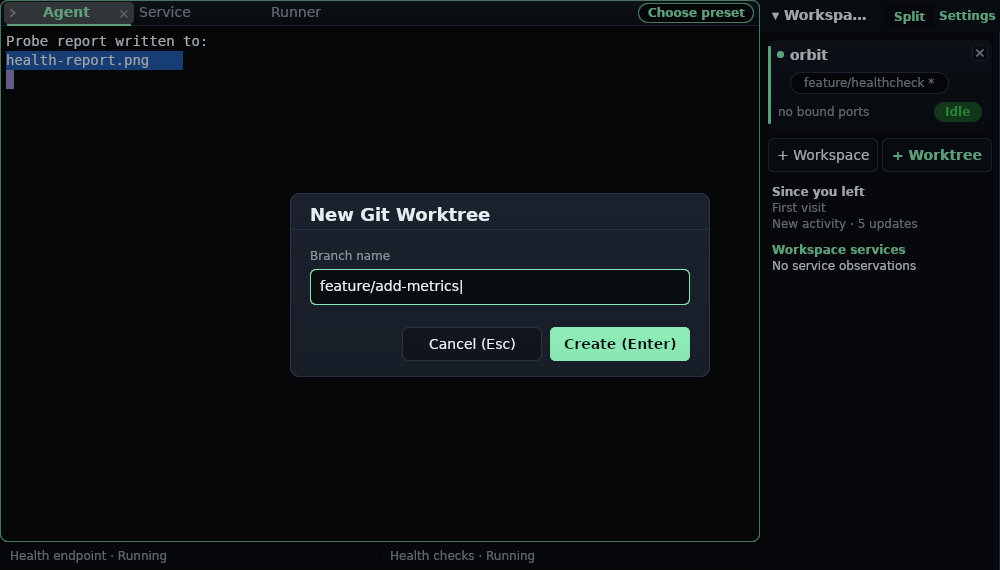 Agent × Service Runner Choose preset
Probe report written to:
health-report.png
▾ Workspa... Split Settings
orbit ×
feature/healthcheck *
no bound ports Idle
+ Workspace + Worktree
Since you left
First visit
New activity · 5 updates
Workspace services
No service observations
New Git Worktree
Branch name
feature/add-metrics
Cancel (Esc) Create (Enter)
Health endpoint · Running Health checks · Running